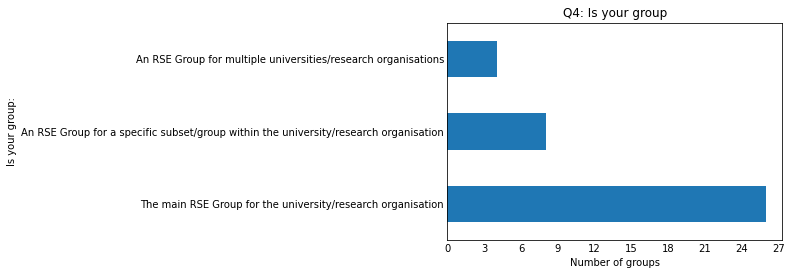 Q4: Is your group
Is your group:
An RSE Group for multiple universities/research organisations
An RSE Group for a specific subset/group within the university/research organisation
The main RSE Group for the university/research organisation
0 3 6 9 12 15 18 21 24 27
Number of groups